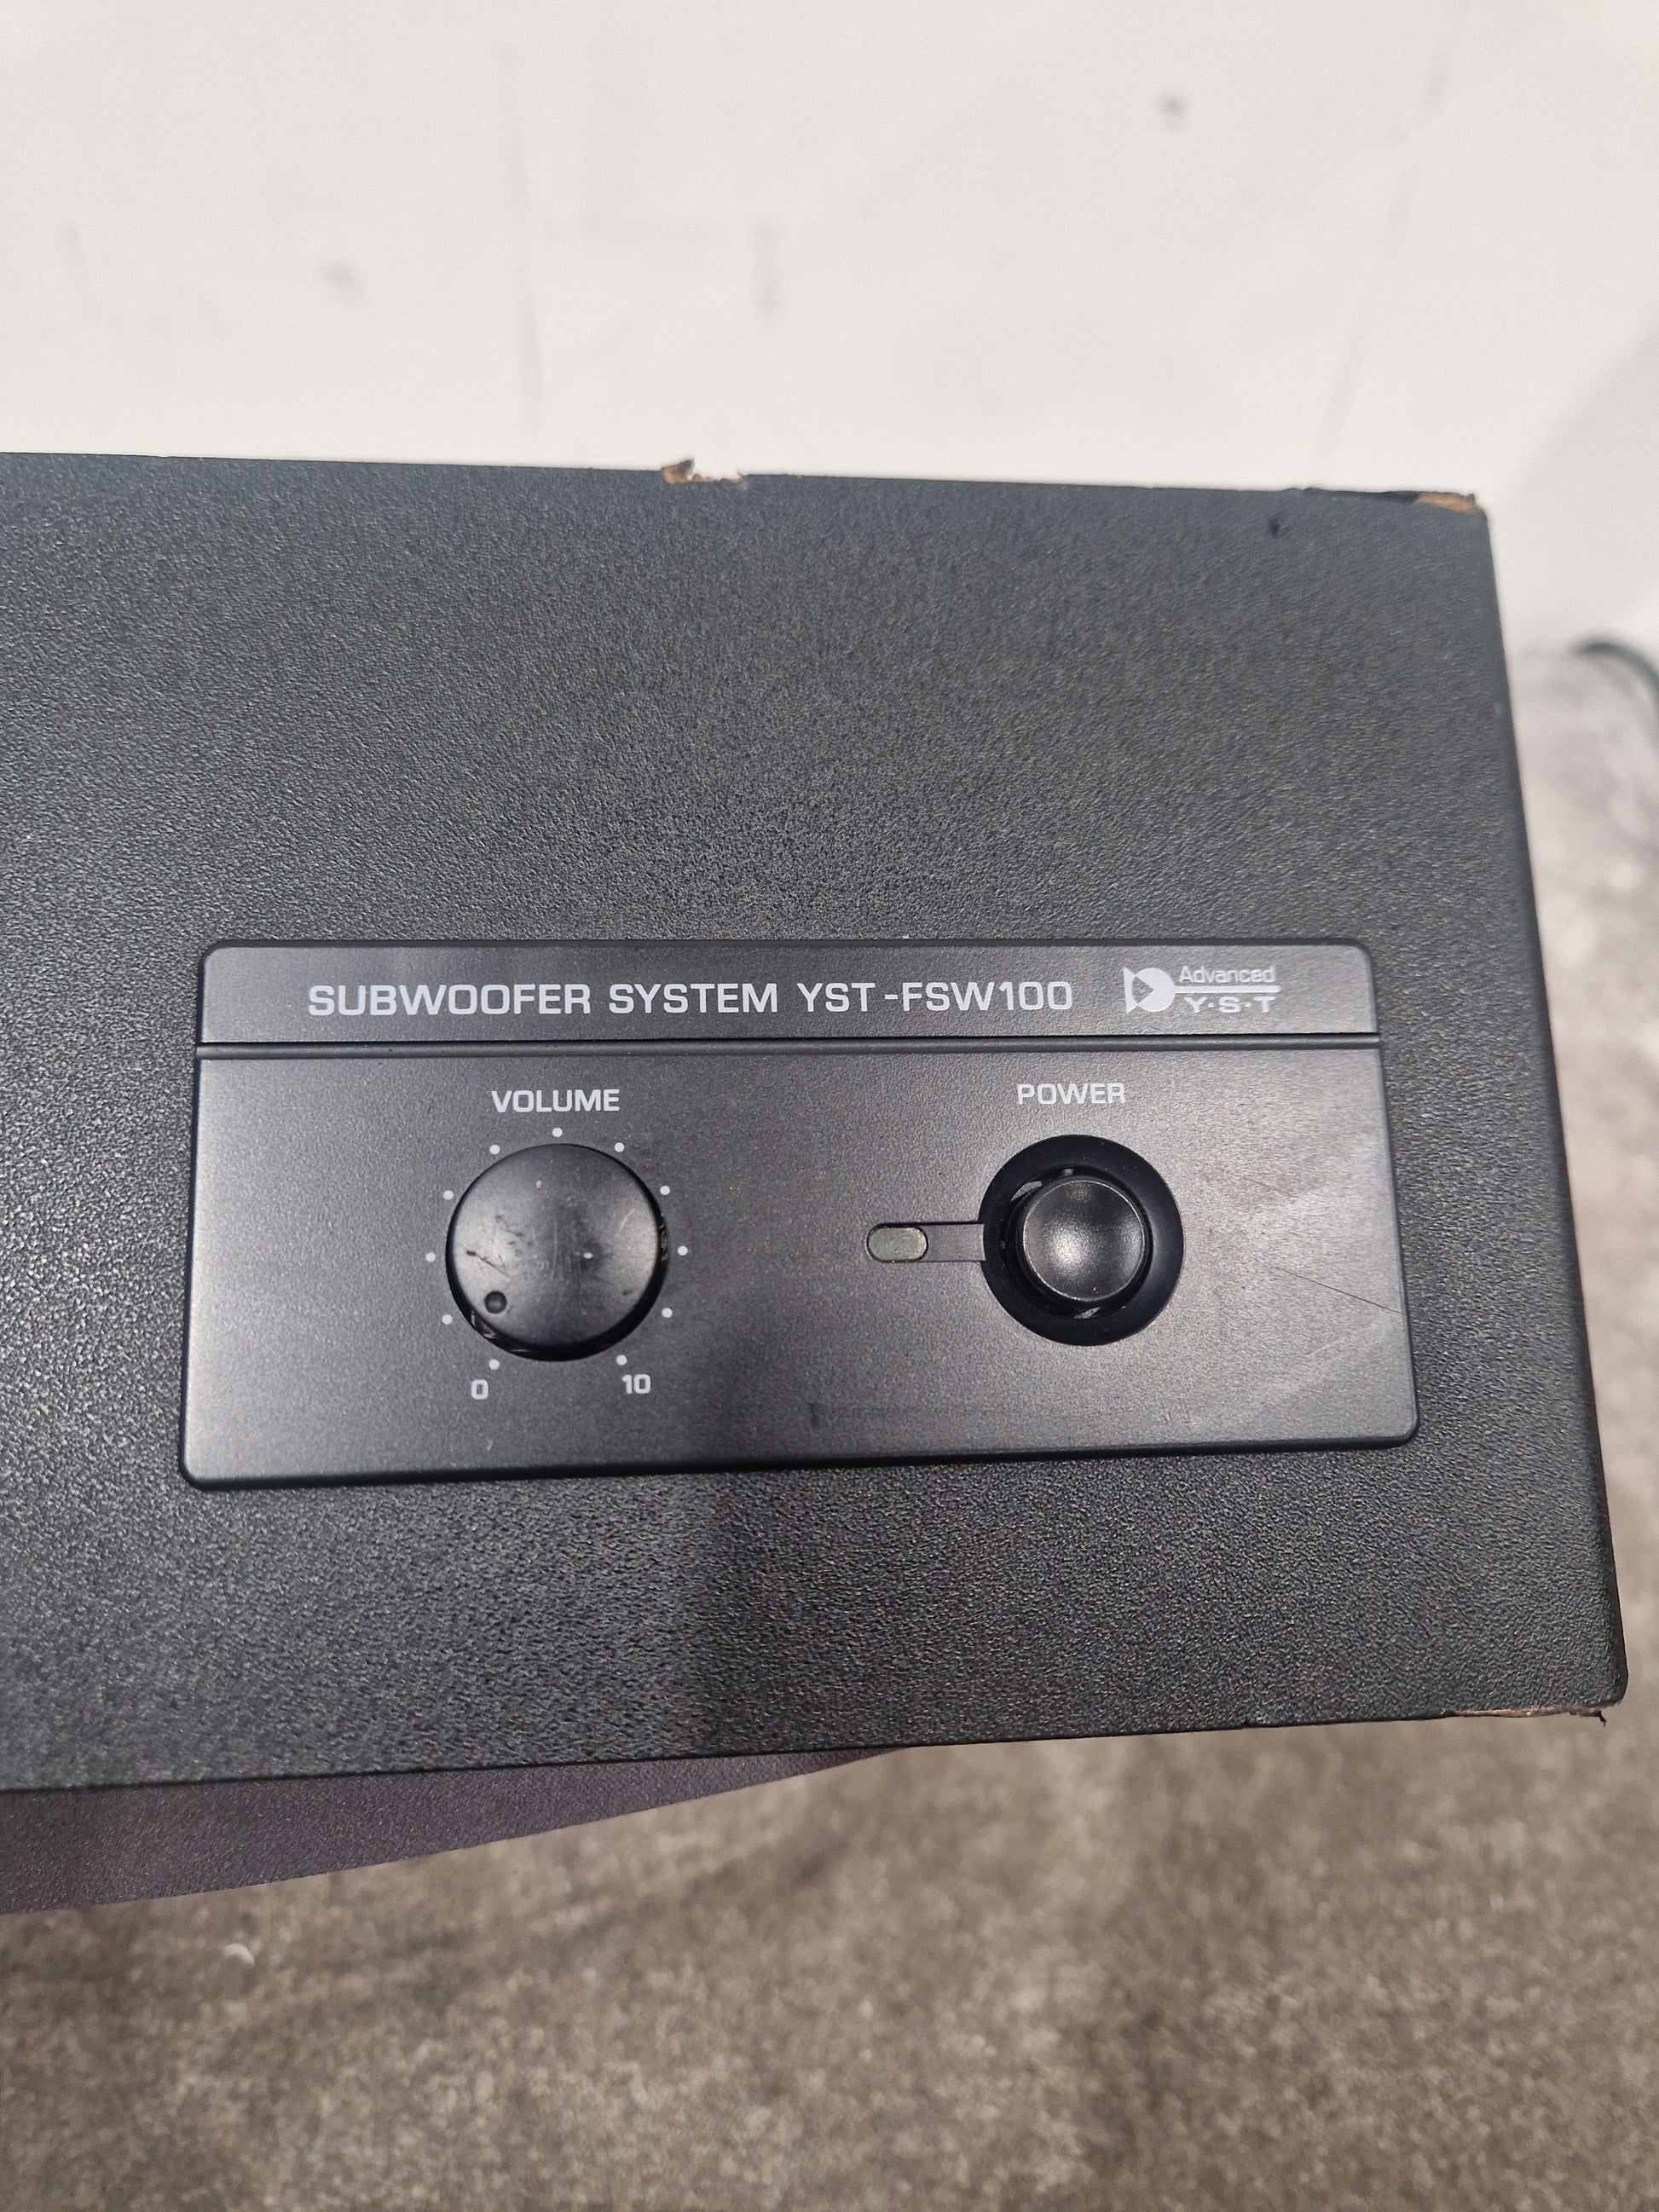 SUBWOOFER SYSTEM YST-FSW100
Advanced
Y·S·T
VOLUME
POWER
0
10